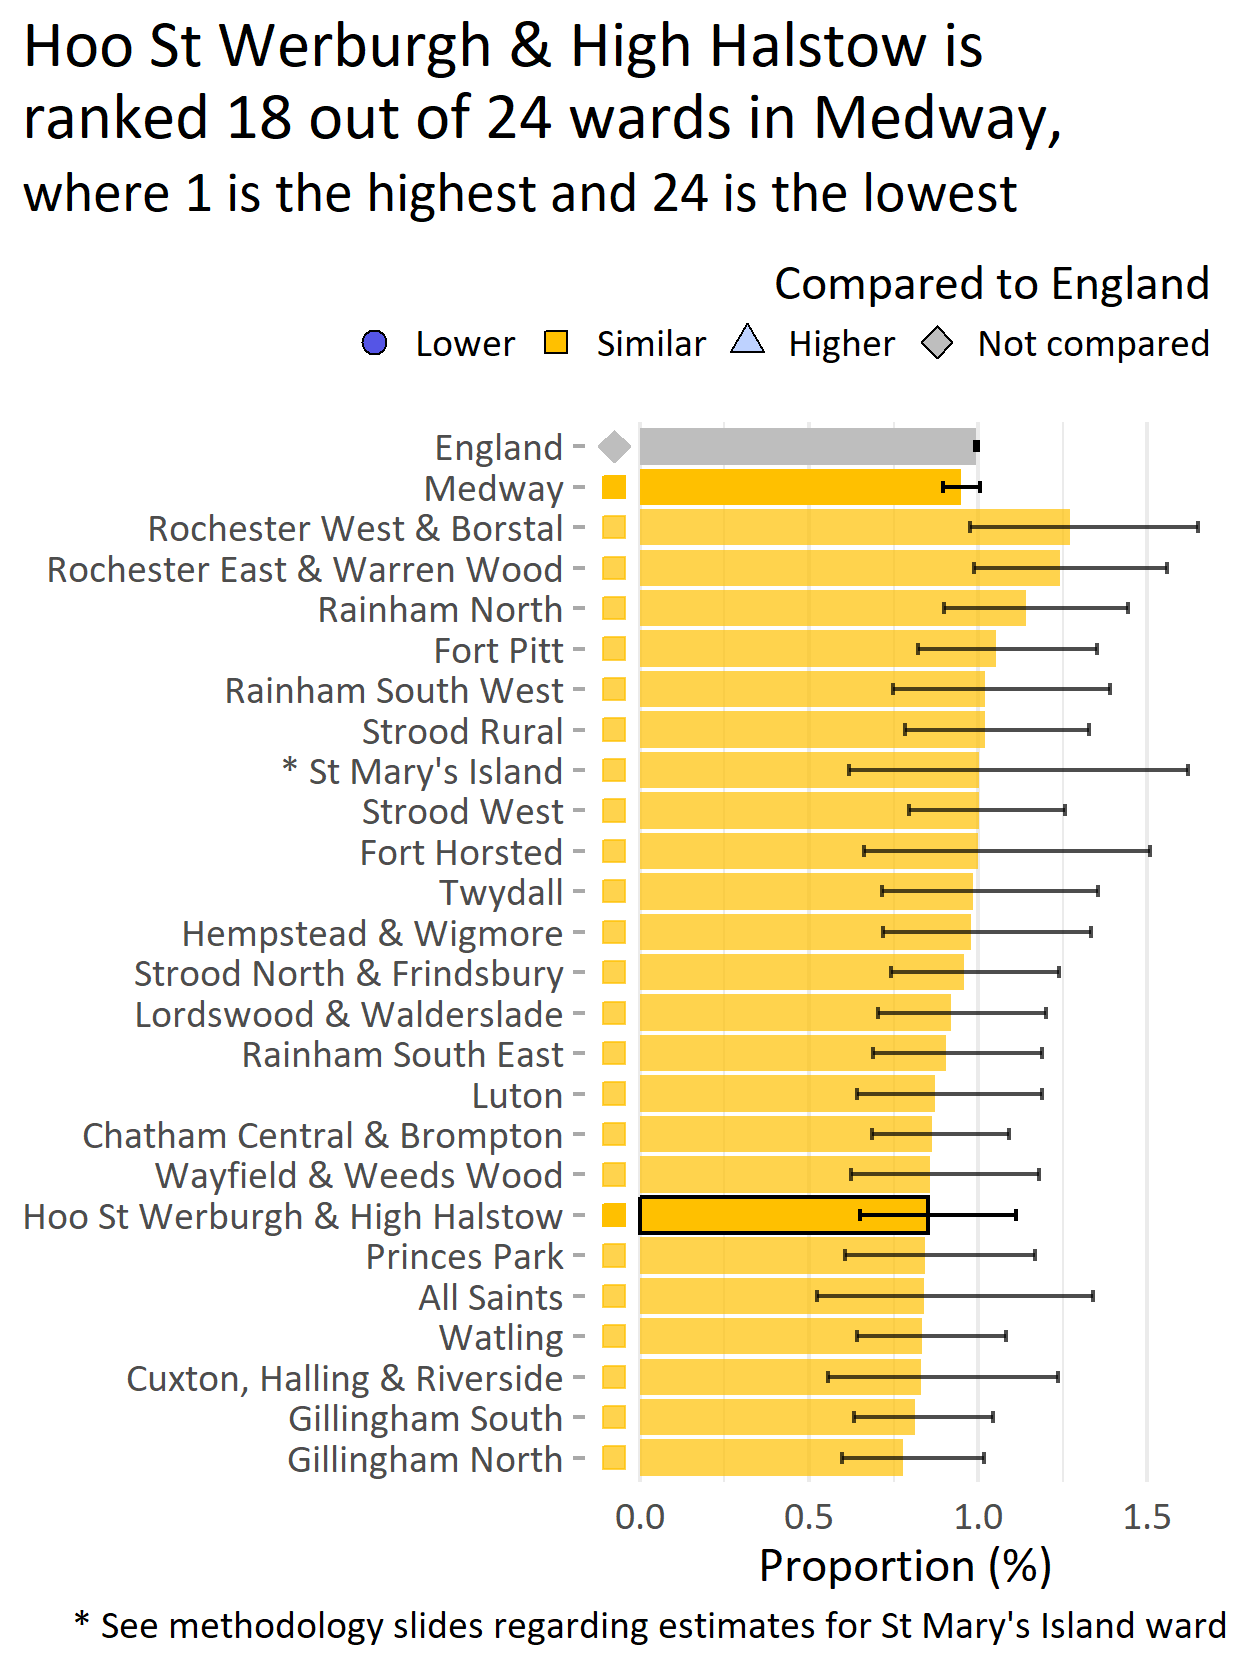 Hoo St Werburgh & High Halstow is
ranked 18 out of 24 wards in Medway,
where 1 is the highest and 24 is the lowest
Compared to England
Lower Similar Higher Not compared
England
Medway
Rochester West & Borstal
Rochester East & Warren Wood
Rainham North
Fort Pitt
Rainham South West
Strood Rural
* St Mary's Island
Strood West
Fort Horsted
Twydall
Hempstead & Wigmore
Strood North & Frindsbury
Lordswood & Walderslade
Rainham South East
Luton
Chatham Central & Brompton
Wayfield & Weeds Wood
Hoo St Werburgh & High Halstow
Princes Park
All Saints
Watling
Cuxton, Halling & Riverside
Gillingham South
Gillingham North
0.0 0.5 1.0 1.5
Proportion (%)
* See methodology slides regarding estimates for St Mary's Island ward